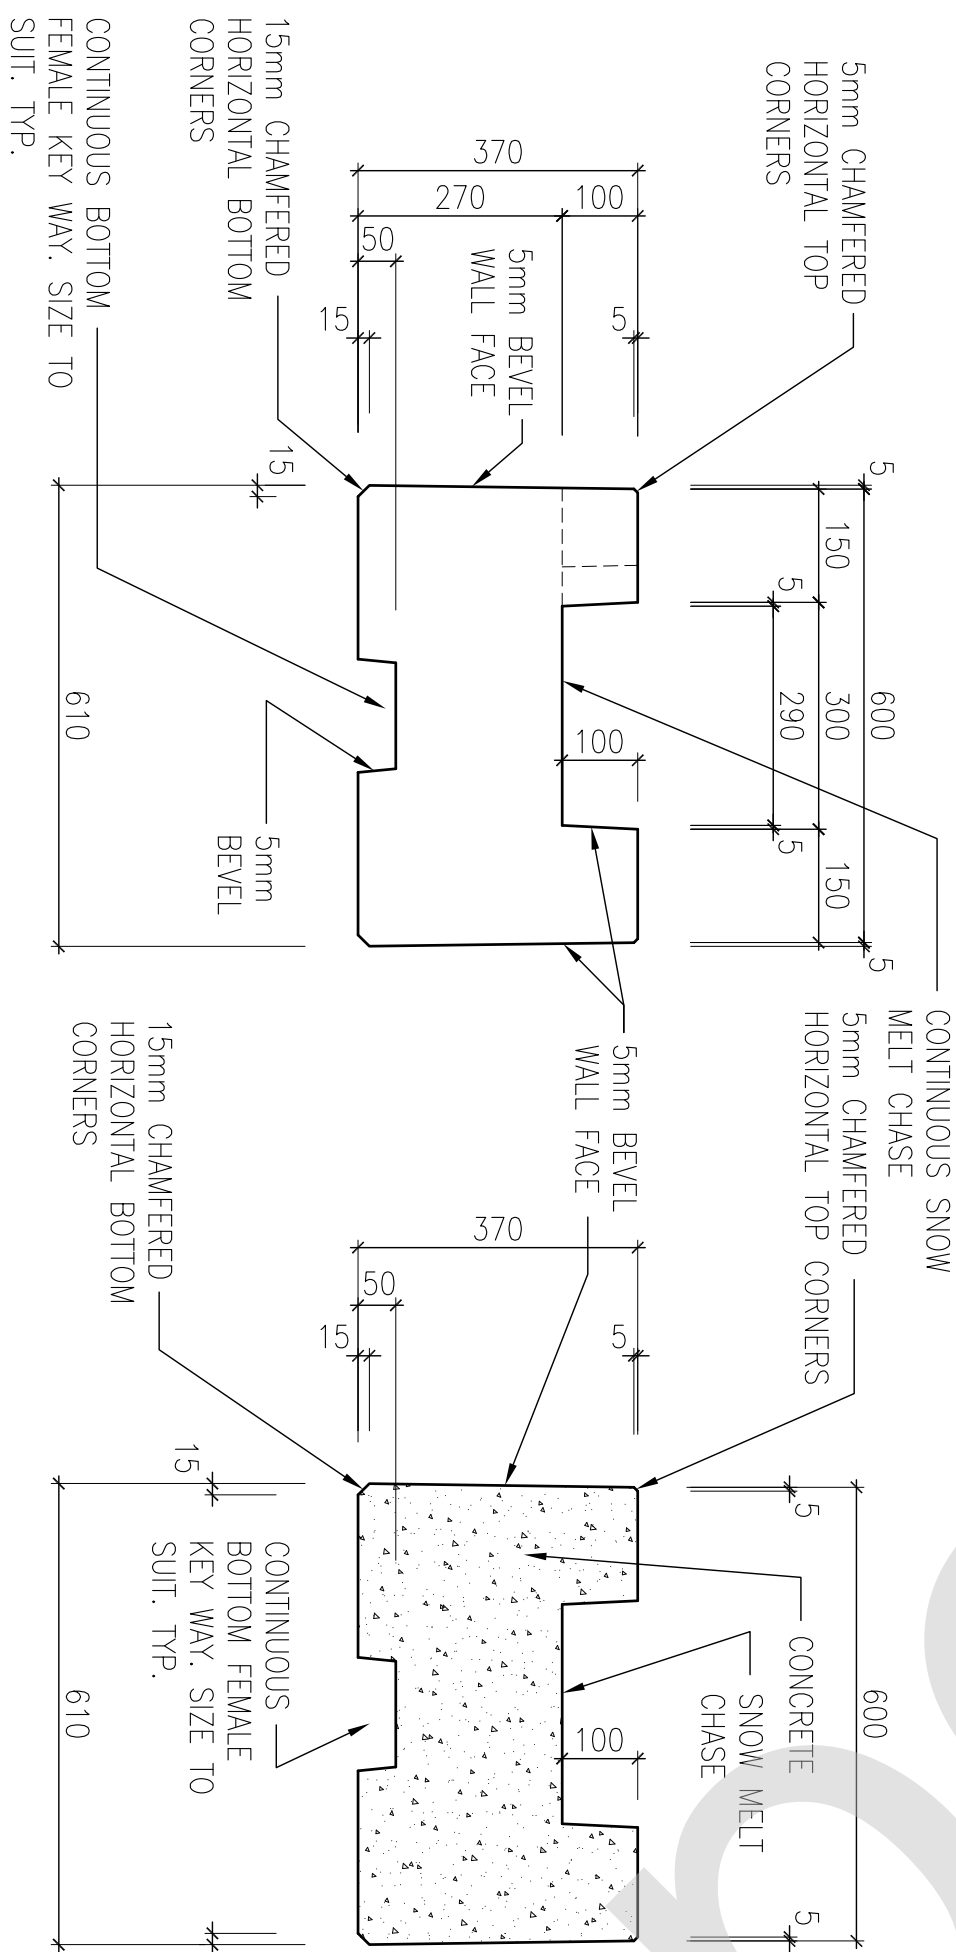 5mm CHAMFERED
HORIZONTAL TOP
CORNERS
15mm CHAMFERED
HORIZONTAL BOTTOM
CORNERS
CONTINUOUS BOTTOM
FEMALE KEY WAY. SIZE TO
SUIT. TYP.
370
270
100
50
15
5
5mm BEVEL
WALL FACE
15
5
600
5
150
300
150
5
290
5
100
610
5mm
BEVEL
CONTINUOUS SNOW
MELT CHASE
5mm CHAMFERED
HORIZONTAL TOP CORNERS
5mm BEVEL
WALL FACE
15mm CHAMFERED
HORIZONTAL BOTTOM
CORNERS
370
50
15
5
15
5
600
5
CONCRETE
SNOW MELT
CHASE
100
CONTINUOUS
BOTTOM FEMALE
KEY WAY. SIZE TO
SUIT. TYP.
610